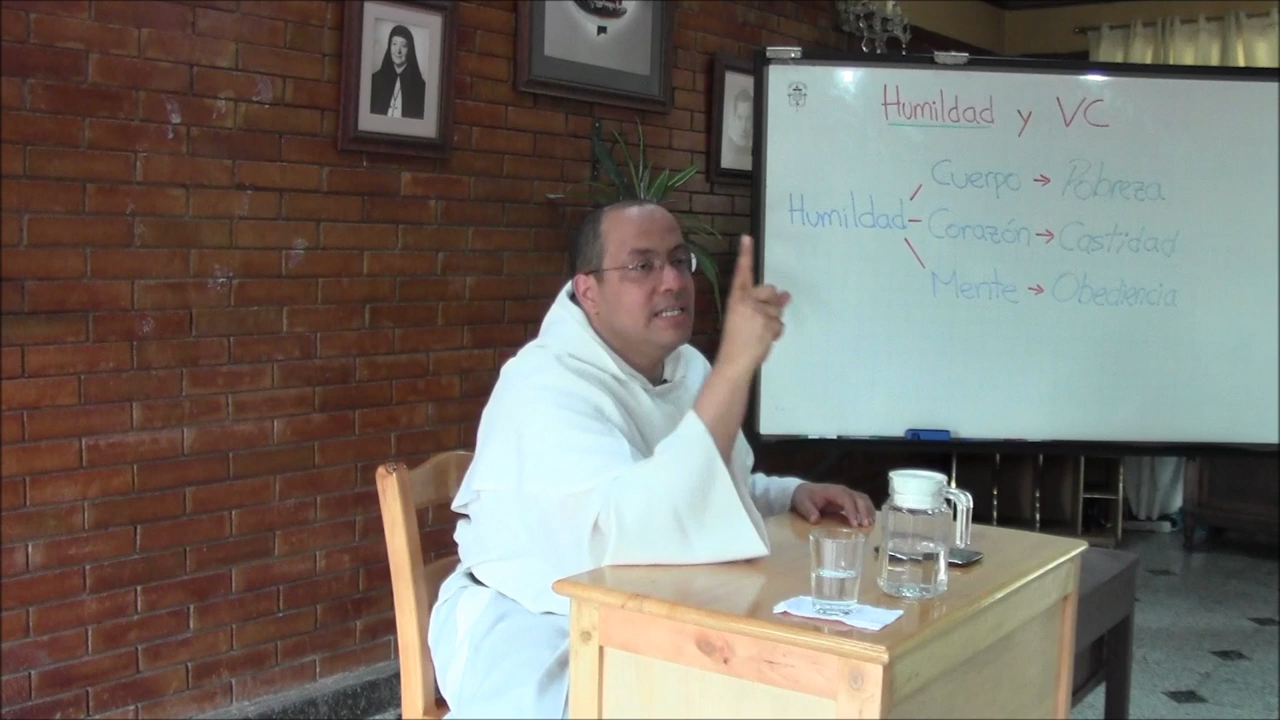 Humildad y VC
Cuerpo → Pobreza
Humildad - Corazón → Castidad
Mente → Obediencia